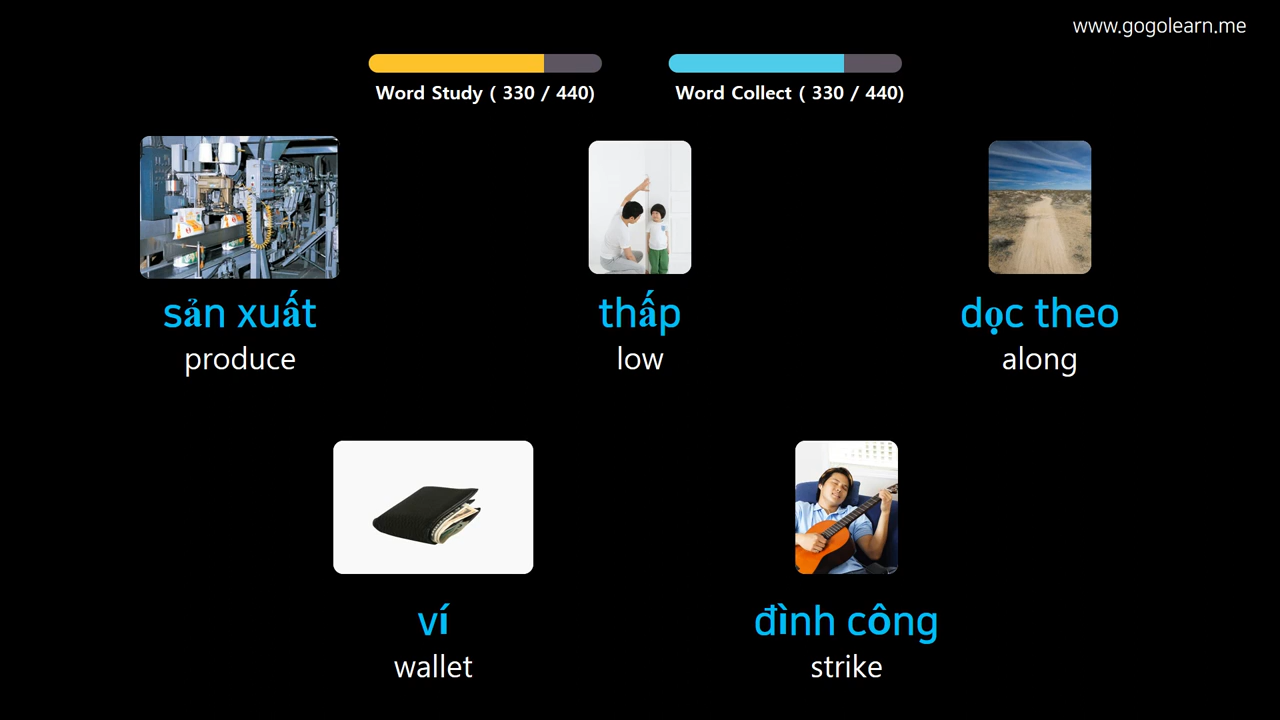 www.gogolearn.me
Word Study ( 330 / 440)
Word Collect ( 330 / 440)
sản xuất
produce
thấp
low
dọc theo
along
ví
wallet
đình công
strike